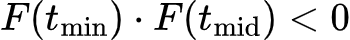 F(t_min) · F(t_mid) < 0